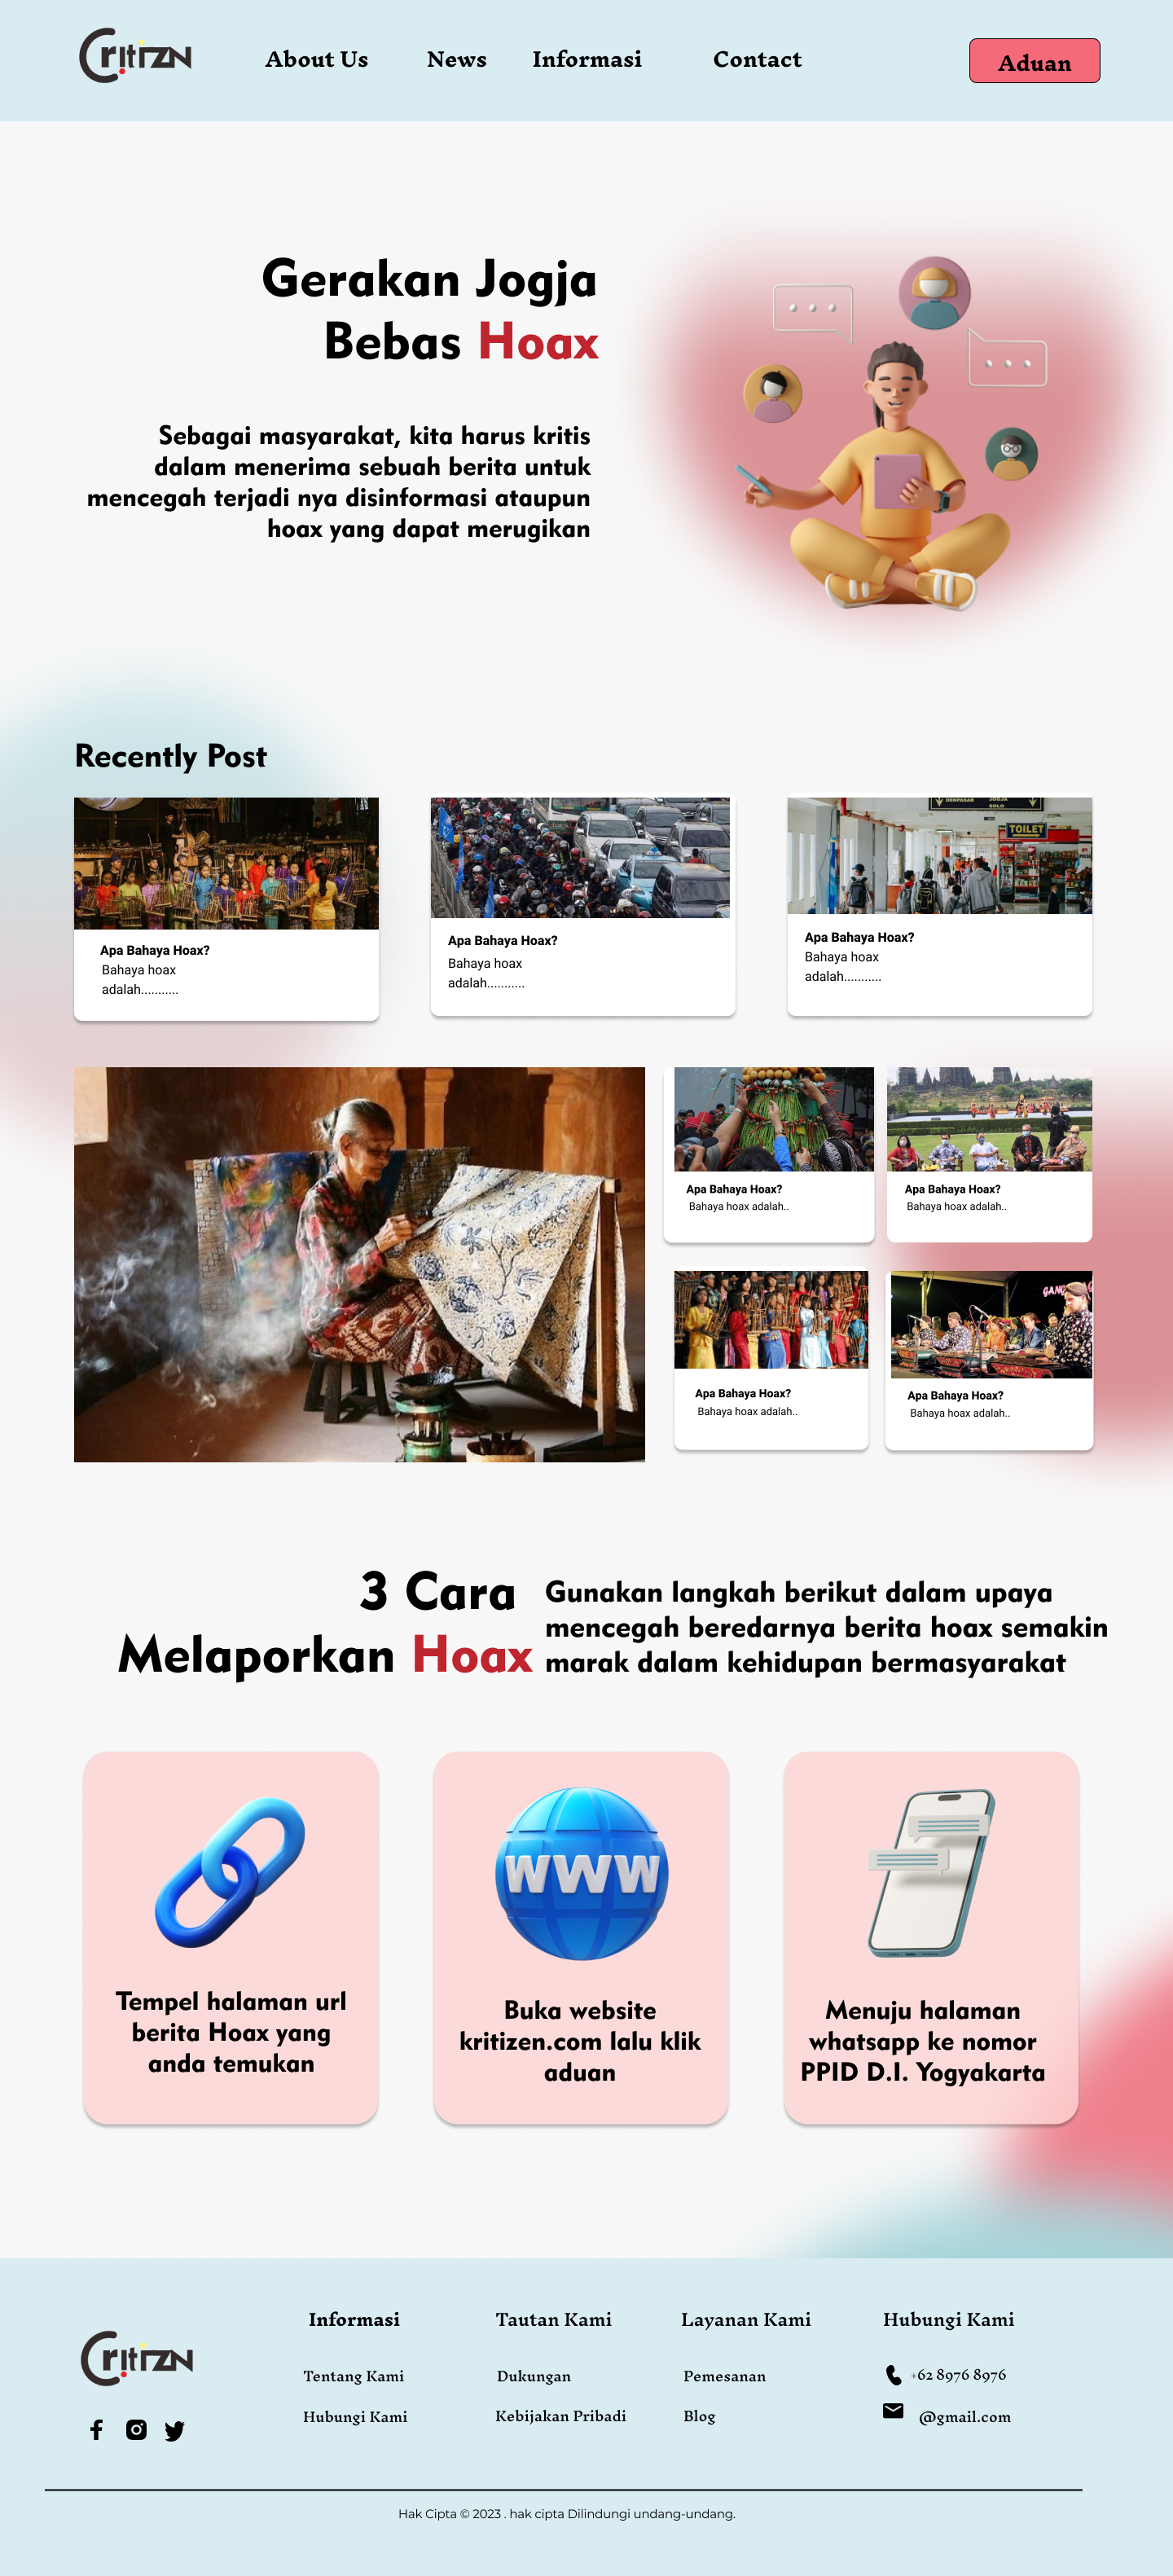 Critizn
About Us
News
Informasi
Contact
Aduan
Gerakan Jogja
Bebas Hoax
Sebagai masyarakat, kita harus kritis
dalam menerima sebuah berita untuk
mencegah terjadi nya disinformasi ataupun
hoax yang dapat merugikan
Recently Post
DENPASAR
JOGJA
SOLO
TOILET
Apa Bahaya Hoax?
Bahaya hoax
adalah...........
Apa Bahaya Hoax?
Bahaya hoax
adalah...........
Apa Bahaya Hoax?
Bahaya hoax
adalah...........
Apa Bahaya Hoax?
Bahaya hoax adalah..
Apa Bahaya Hoax?
Bahaya hoax adalah..
Apa Bahaya Hoax?
Bahaya hoax adalah..
Apa Bahaya Hoax?
Bahaya hoax adalah..
3 Cara
Melaporkan Hoax
Gunakan langkah berikut dalam upaya
mencegah beredarnya berita hoax semakin
marak dalam kehidupan bermasyarakat
www
Tempel halaman url
berita Hoax yang
anda temukan
Buka website
kritizen.com lalu klik
aduan
Menuju halaman
whatsapp ke nomor
PPID D.I. Yogyakarta
Critizn
Informasi
Tentang Kami
Hubungi Kami
Tautan Kami
Dukungan
Kebijakan Pribadi
Layanan Kami
Pemesanan
Blog
Hubungi Kami
+62 8976 8976
@gmail.com
Hak Cipta © 2023 . hak cipta Dilindungi undang-undang.